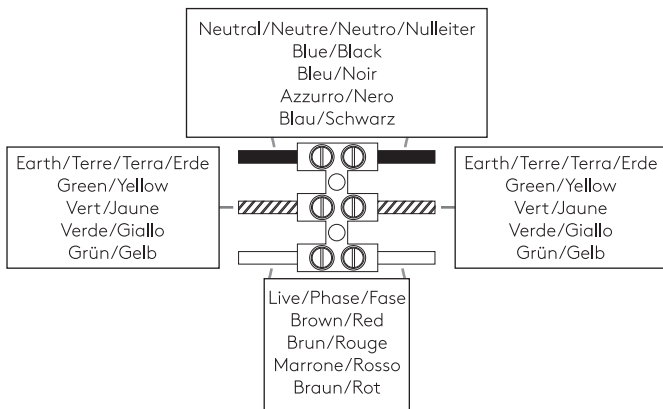 Neutral/Neutre/Neutro/Nulleiter
Blue/Black
Bleu/Noir
Azzurro/Nero
Blau/Schwarz
Earth/Terre/Terra/Erde
Green/Yellow
Vert/Jaune
Verde/Giallo
Grün/Gelb
Earth/Terre/Terra/Erde
Green/Yellow
Vert/Jaune
Verde/Giallo
Grün/Gelb
Live/Phase/Fase
Brown/Red
Brun/Rouge
Marrone/Rosso
Braun/Rot